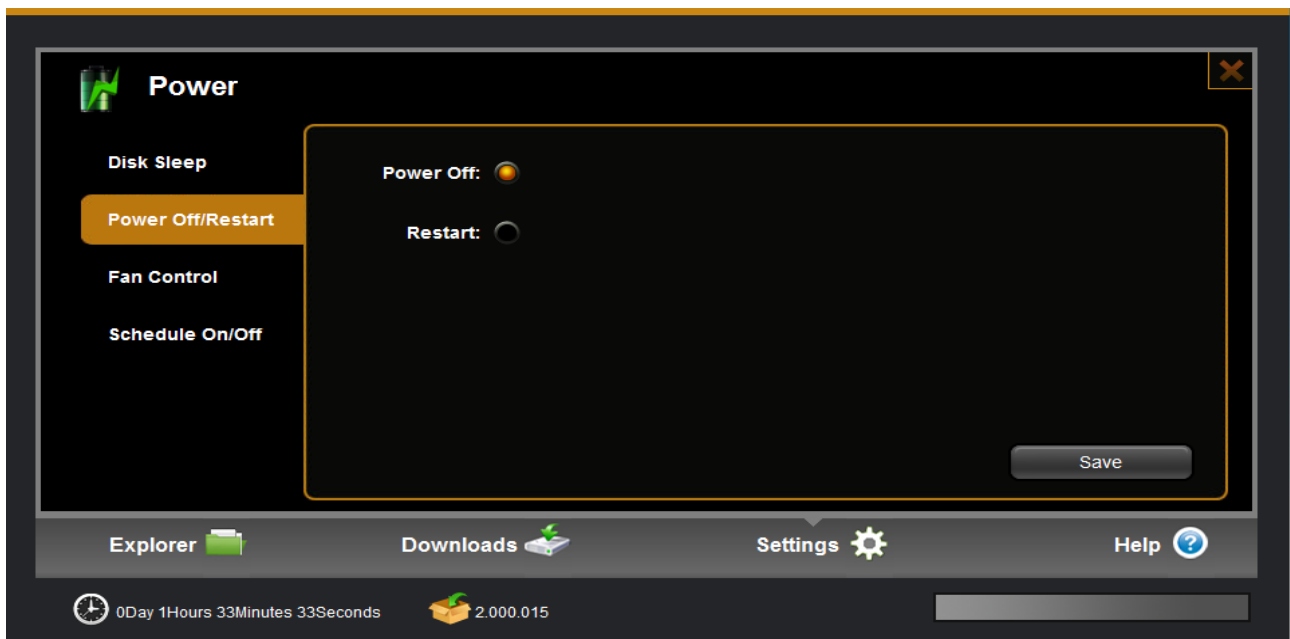 Power
Disk Sleep
Power Off/Restart
Fan Control
Schedule On/Off
Power Off:
Restart:
Save
Explorer
Downloads
Settings
Help ?
0Day 1Hours 33Minutes 33Seconds
2.000.015